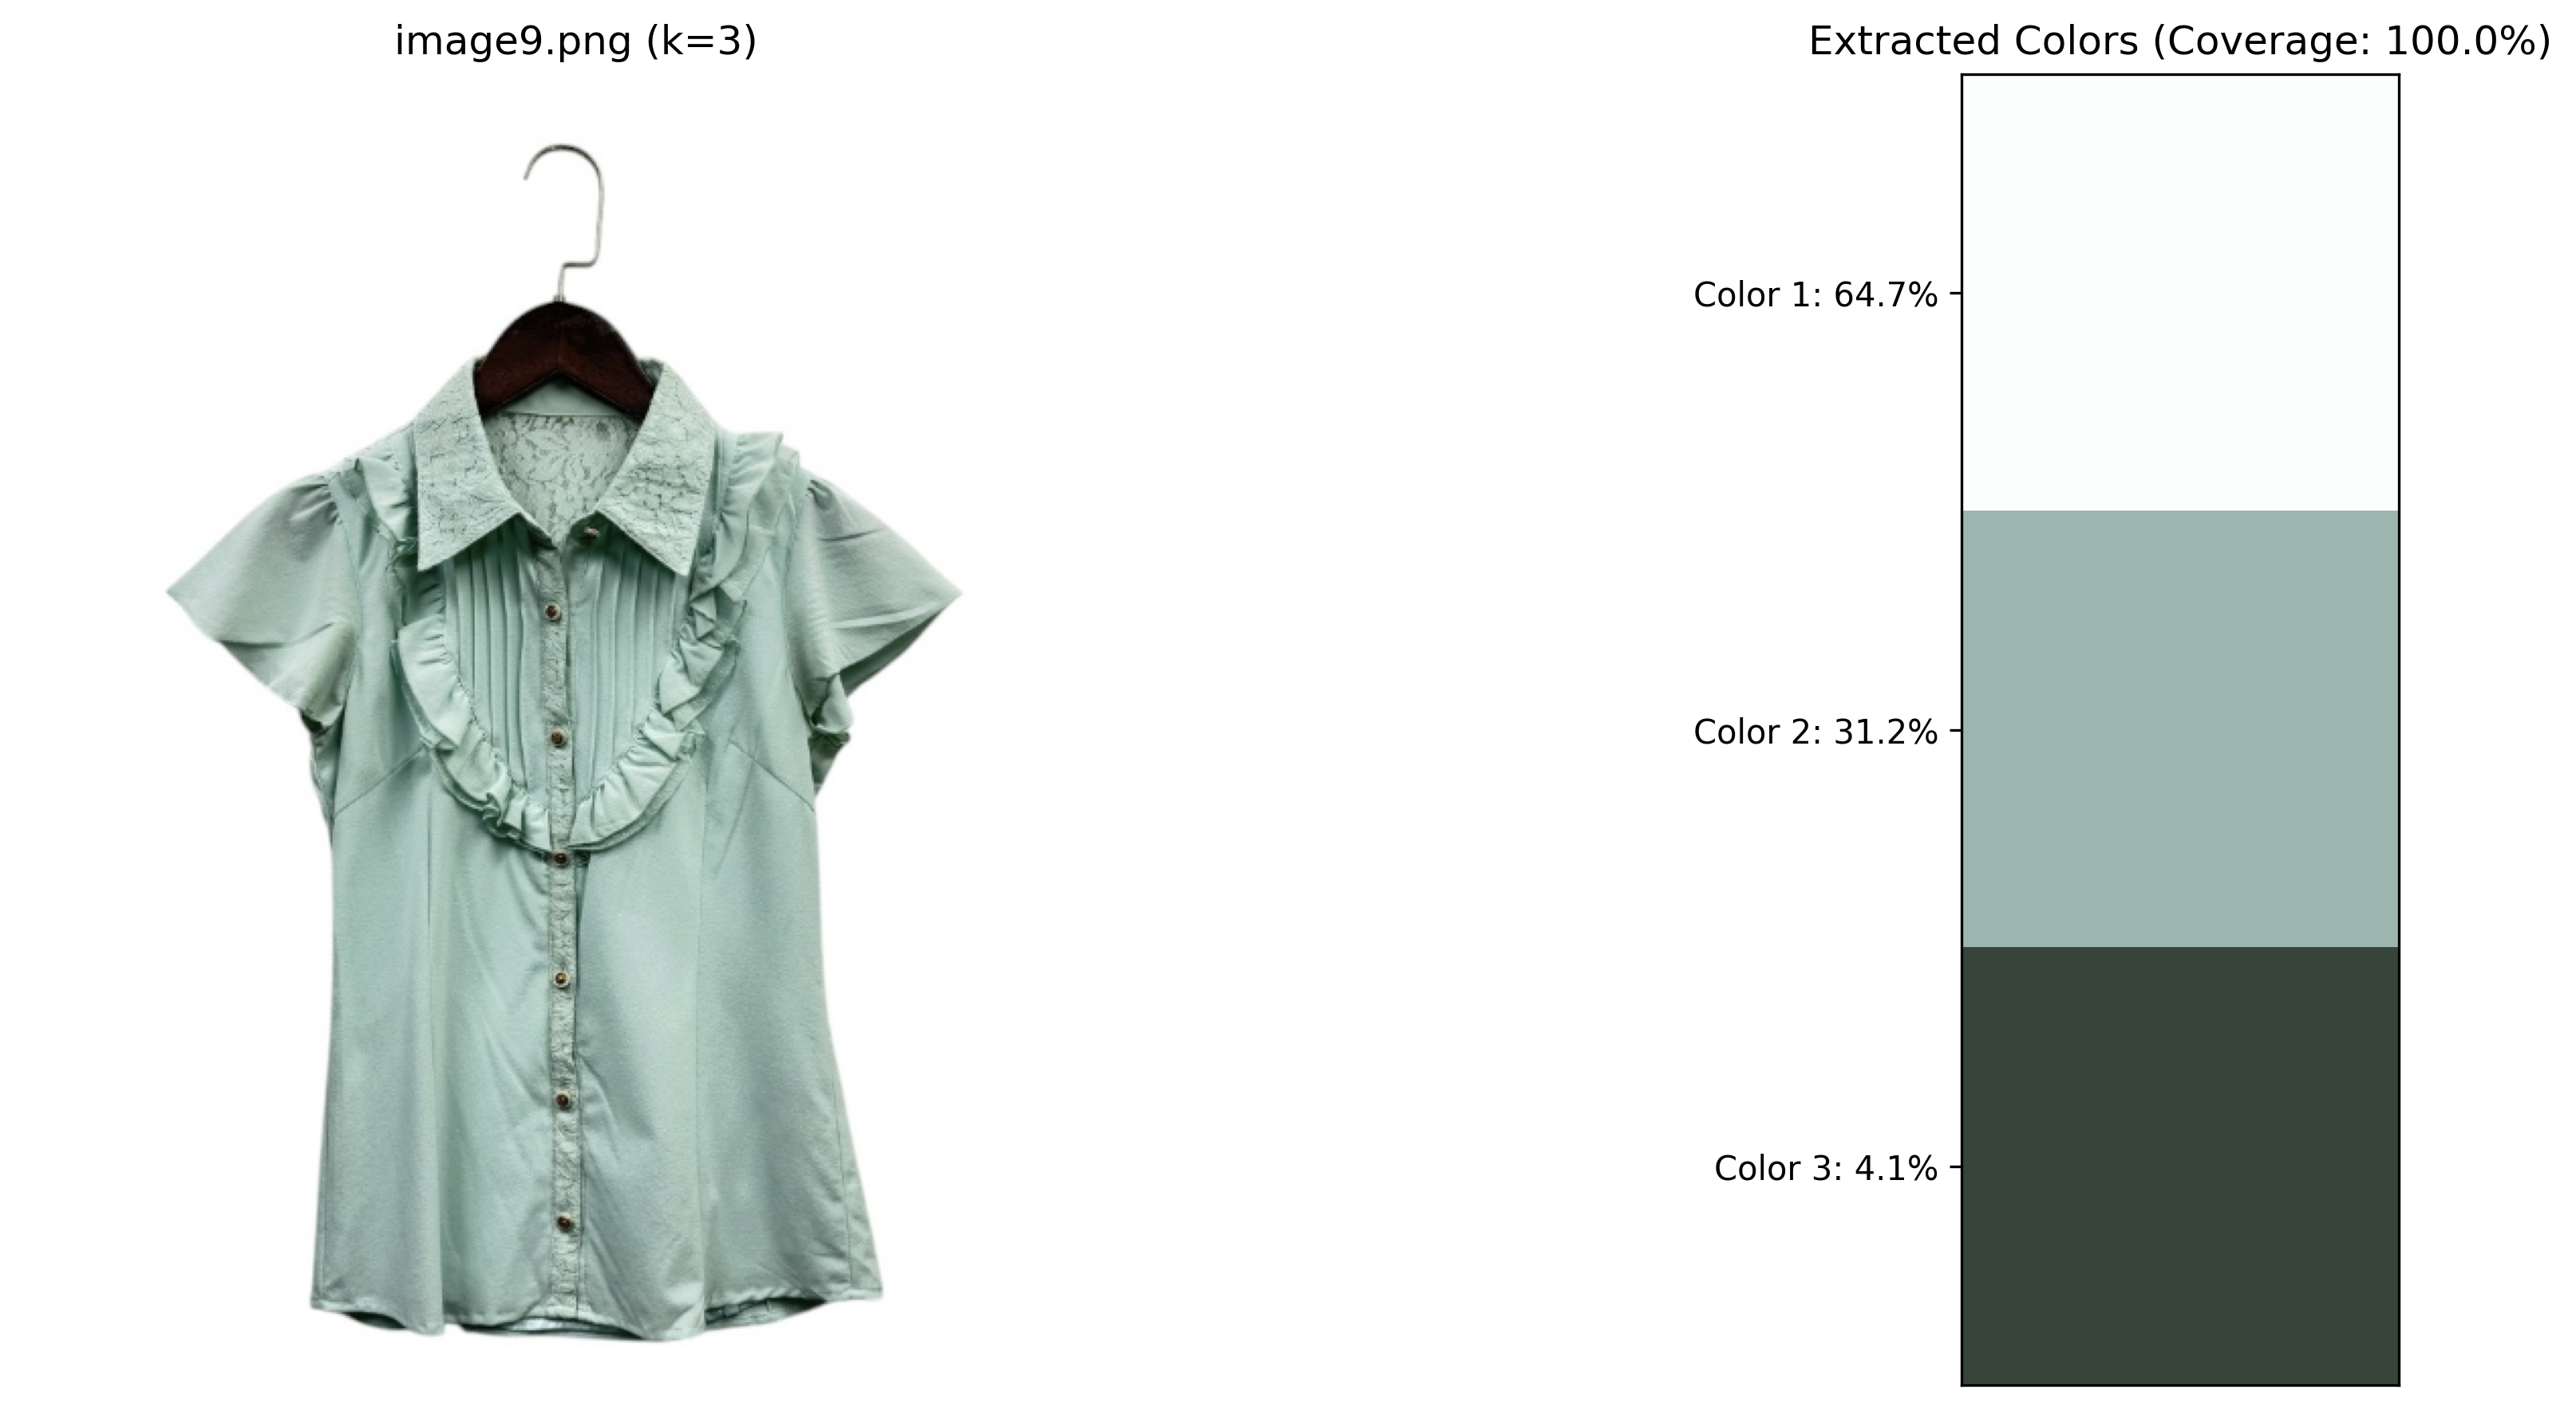 image9.png (k=3)
Extracted Colors (Coverage: 100.0%)
Color 1: 64.7%
Color 2: 31.2%
Color 3: 4.1%